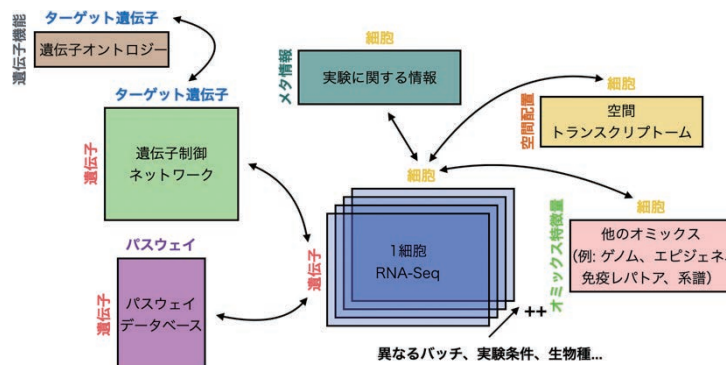 ターゲット遺伝子
遺伝子機能
遺伝子オントロジー
ターゲット遺伝子
遺伝子
遺伝子制御
ネットワーク
パスウェイ
遺伝子
パスウェイ
データベース
細胞
メタ情報
実験に関する情報
細胞
空間配置
空間
トランスクリプトーム
細胞
遺伝子
1細胞
RNA-Seq
細胞
オミックス特徴量
他のオミックス
(例: ゲノム、エピジェネ、
免疫レパトア、系譜)
++
異なるバッチ、実験条件、生物種...